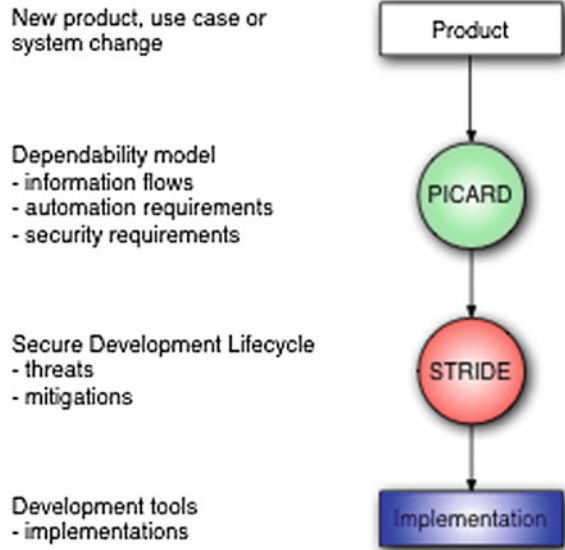 New product, use case or
system change
Product
Dependability model
- information flows
- automation requirements
- security requirements
PICARD
Secure Development Lifecycle
- threats
- mitigations
STRIDE
Development tools
- implementations
Implementation